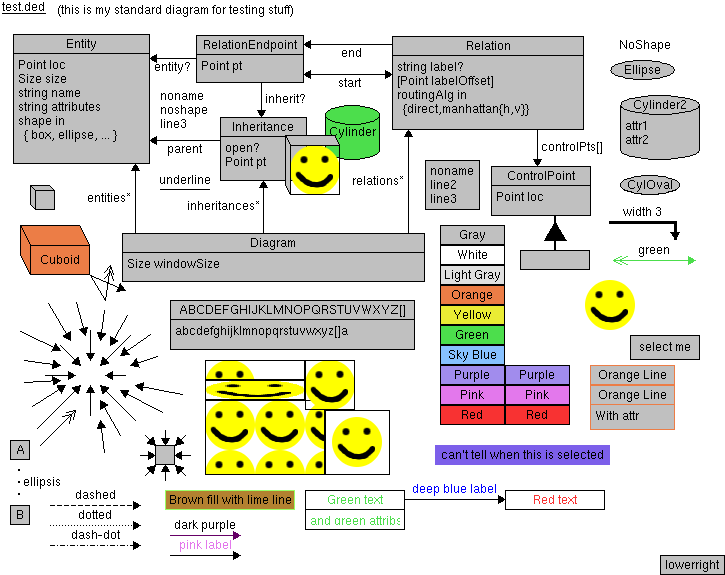 test.ded (this is my standard diagram for testing stuff)
Entity
Point loc
Size size
string name
string attributes
shape in
{ box, ellipse, ... }
entity?
RelationEndpoint
Point pt
end
start
inherit?
Relation
string label?
[Point labelOffset]
routingAlg in
{direct,manhattan{h,v}}
NoShape
Ellipse
Cylinder2
attr1
attr2
CylOval
noname
noshape
line3
parent
underline
Inheritance
open?
Point pt
Cylinder
controlPts[]
noname
line2
line3
ControlPoint
Point loc
entities*
inheritances*
relations*
width 3
green
Cuboid
Diagram
Size windowSize
Gray
White
Light Gray
Orange
Yellow
Green
Sky Blue
Purple Purple
Pink Pink
Red Red
ABCDEFGHIJKLMNOPQRSTUVWXYZ[]
abcdefghijklmnopqrstuvwxyz[]a
select me
Orange Line
Orange Line
With attr
can't tell when this is selected
A
ellipsis
B
dashed
dotted
dash-dot
Brown fill with lime line
dark purple
pink label
Green text
and green attribs
deep blue label
Red text
lowerright